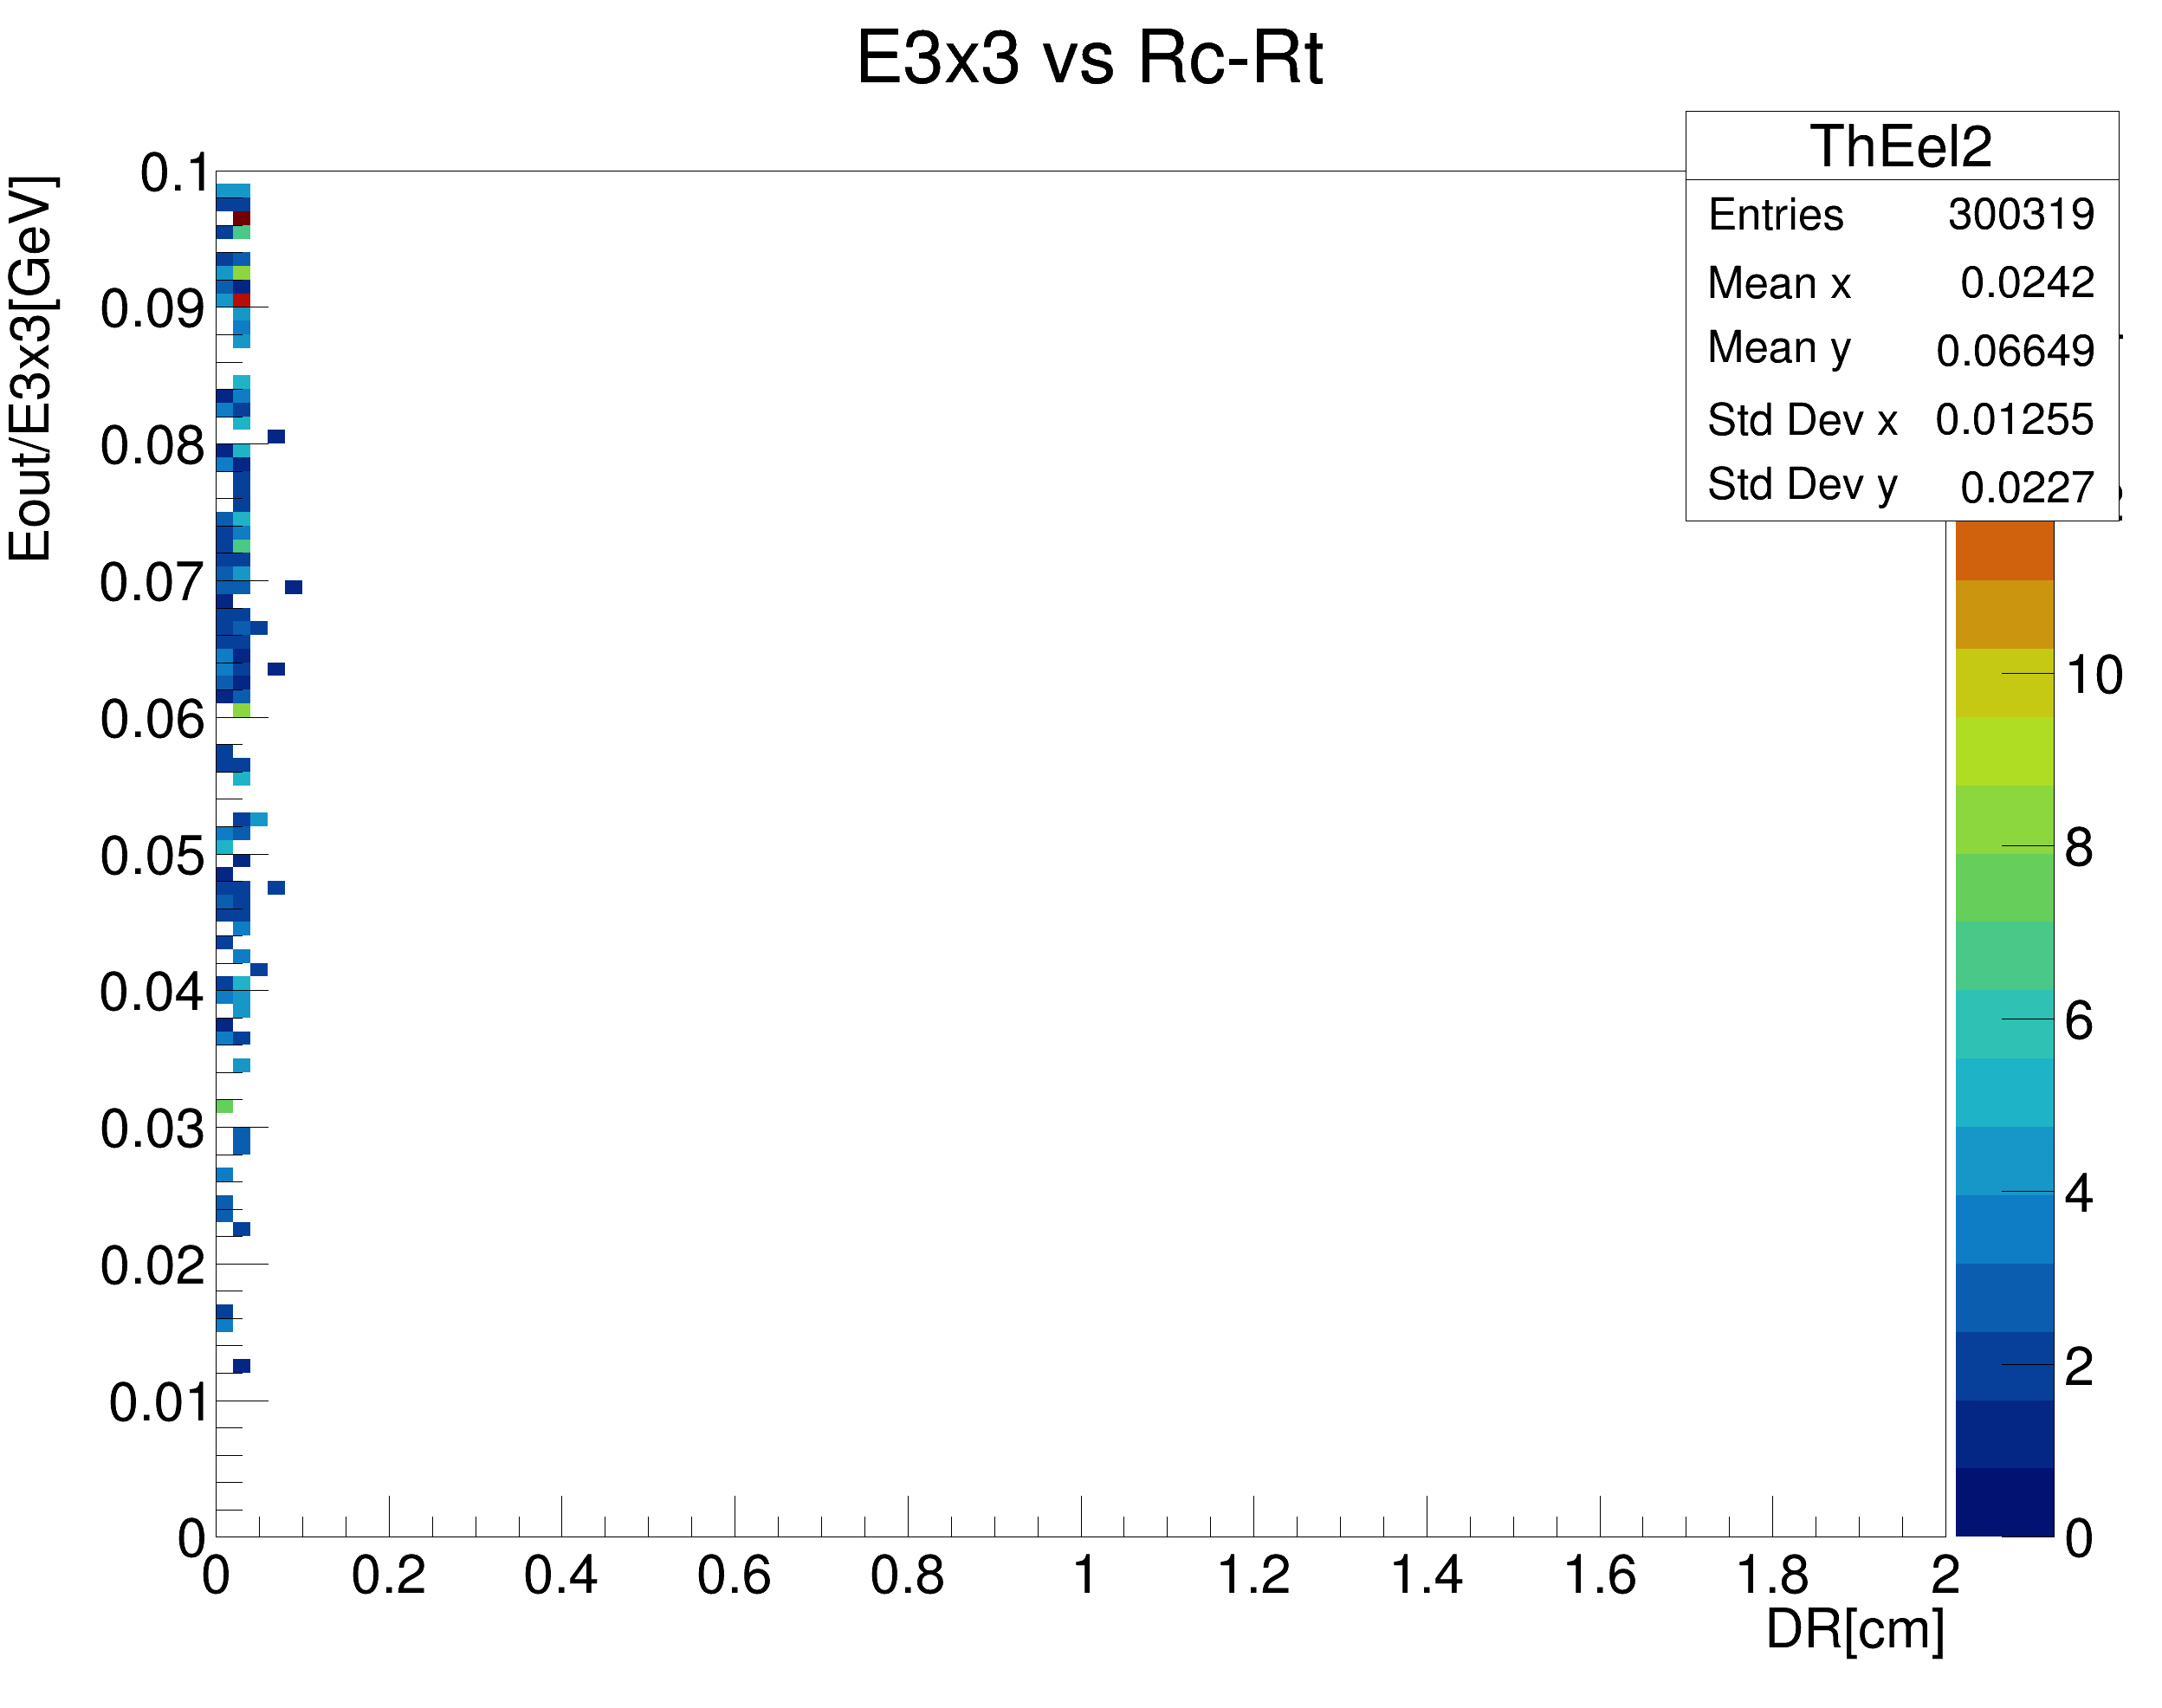 E3x3 vs Rc-Rt
ThEel2
Entries 300319
Mean x 0.0242
Mean y 0.06649
Std Dev x 0.01255
Std Dev y 0.0227
Eout/E3x3[GeV]
0.1
0.09
0.08
0.07
0.06
0.05
0.04
0.03
0.02
0.01
0
10
8
6
4
2
0
0 0.2 0.4 0.6 0.8 1 1.2 1.4 1.6 1.8 2
DR[cm]